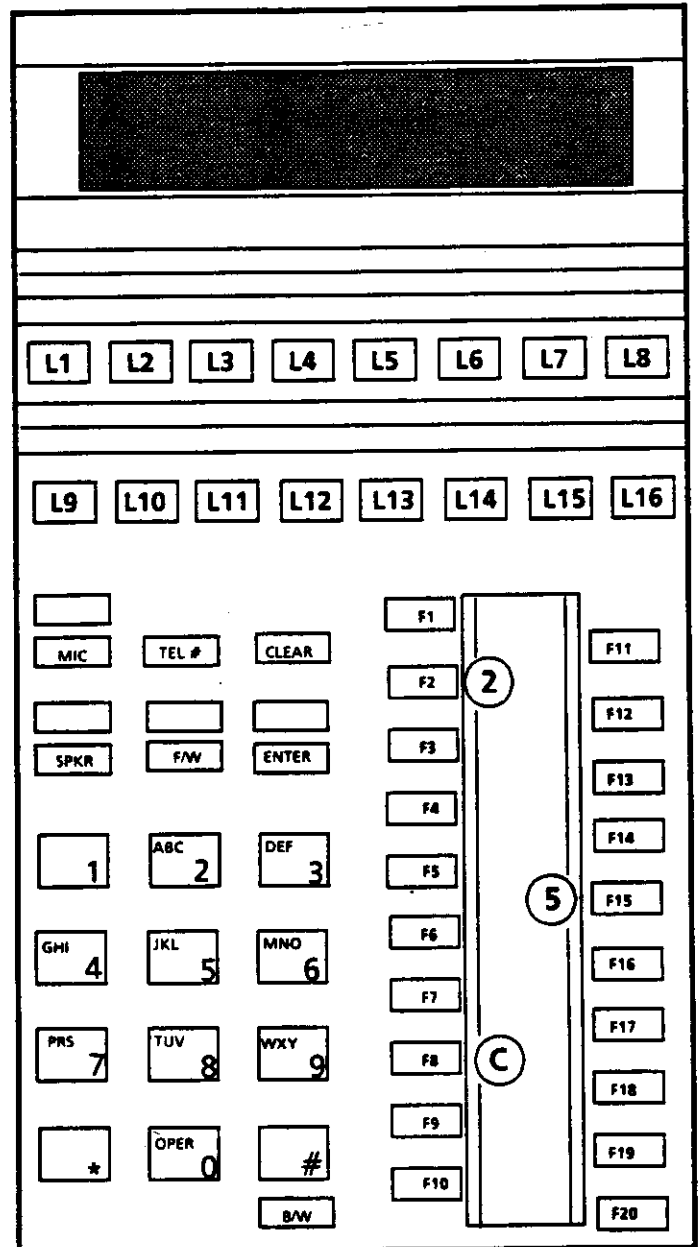 L1 L2 L3 L4 L5 L6 L7 L8
L9 L10 L11 L12 L13 L14 L15 L16
F1
MIC TEL # CLEAR F11
F2 2
F12
SPKR F/W ENTER F3
F13
F4
F14
1 ABC 2 DEF 3 F5
5 F15
F6
GHI 4 JKL 5 MNO 6 F16
F7
F17
PRS 7 TUV 8 WXY 9 F8 C
F18
F9
* OPER 0 # F19
F10
B/W F20